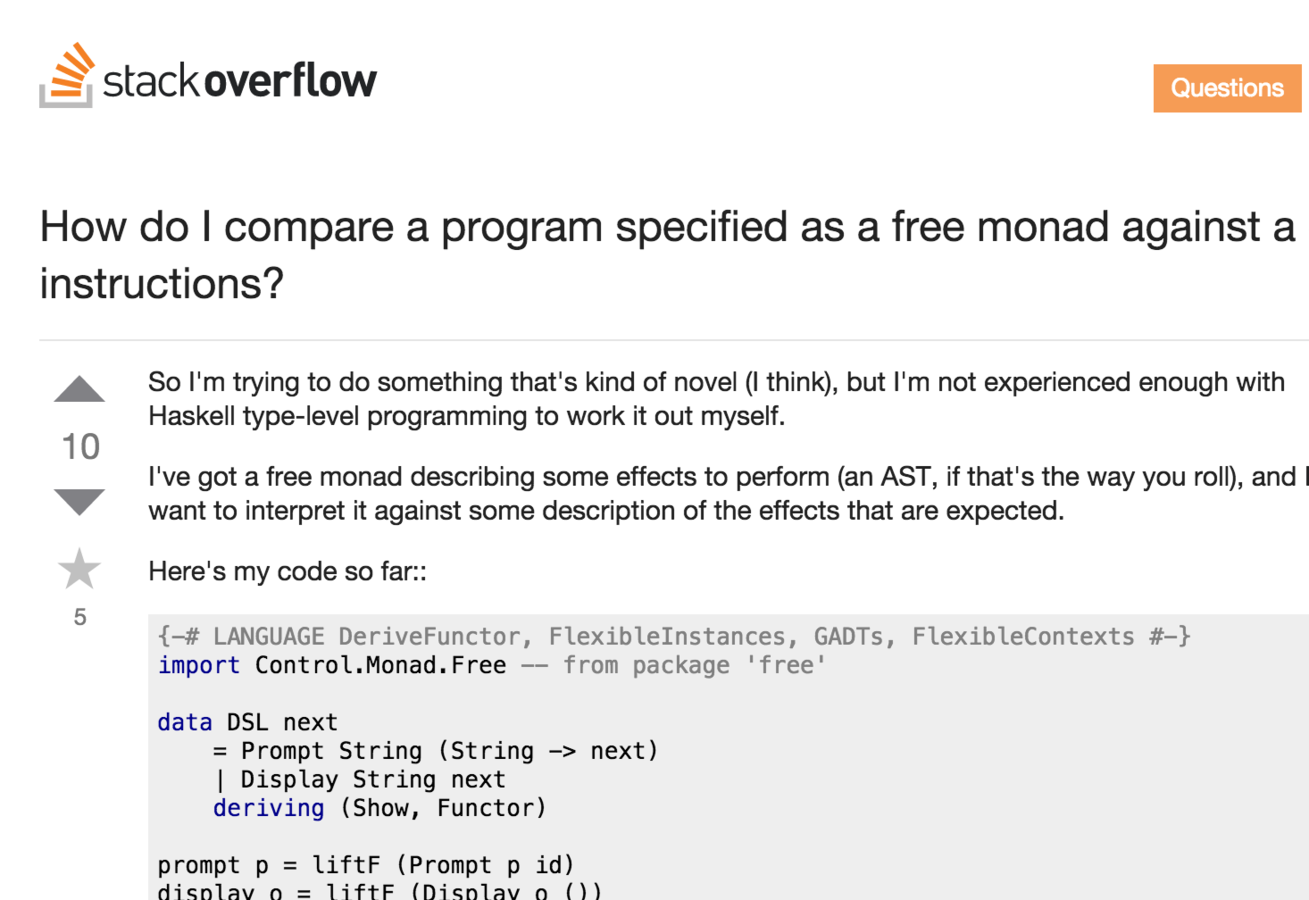 stackoverflow
Questions
How do I compare a program specified as a free monad against a
instructions?
So I'm trying to do something that's kind of novel (I think), but I'm not experienced enough with
Haskell type-level programming to work it out myself.
10
I've got a free monad describing some effects to perform (an AST, if that's the way you roll), and I
want to interpret it against some description of the effects that are expected.
Here's my code so far::
5
{-# LANGUAGE DeriveFunctor, FlexibleInstances, GADTs, FlexibleContexts #-}
import Control.Monad.Free -- from package 'free'
data DSL next
    = Prompt String (String -> next)
    | Display String next
    deriving (Show, Functor)
prompt p = liftF (Prompt p id)
display o = liftF (Display o ())